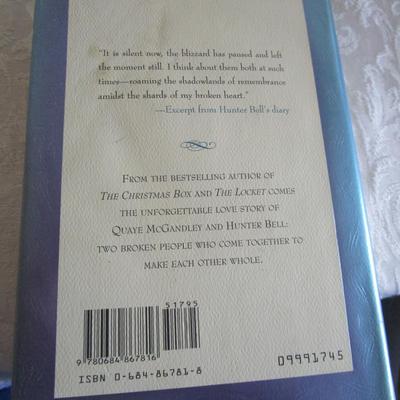 "It is silent now, the blizzard has paused and left
the moment still. I think about them both at such
times—roaming the shadowlands of remembrance
amidst the shards of my broken heart."
—Excerpt from Hunter Bell's diary
FROM THE BESTSELLING AUTHOR OF
THE CHRISTMAS BOX AND THE LOCKET COMES
THE UNFORGETTABLE LOVE STORY OF
QUAYE MCGANDLEY AND HUNTER BELL:
TWO BROKEN PEOPLE WHO COME TOGETHER TO
MAKE EACH OTHER WHOLE.
51795
9 780684 867816
ISBN 0-684-86781-8
09991745